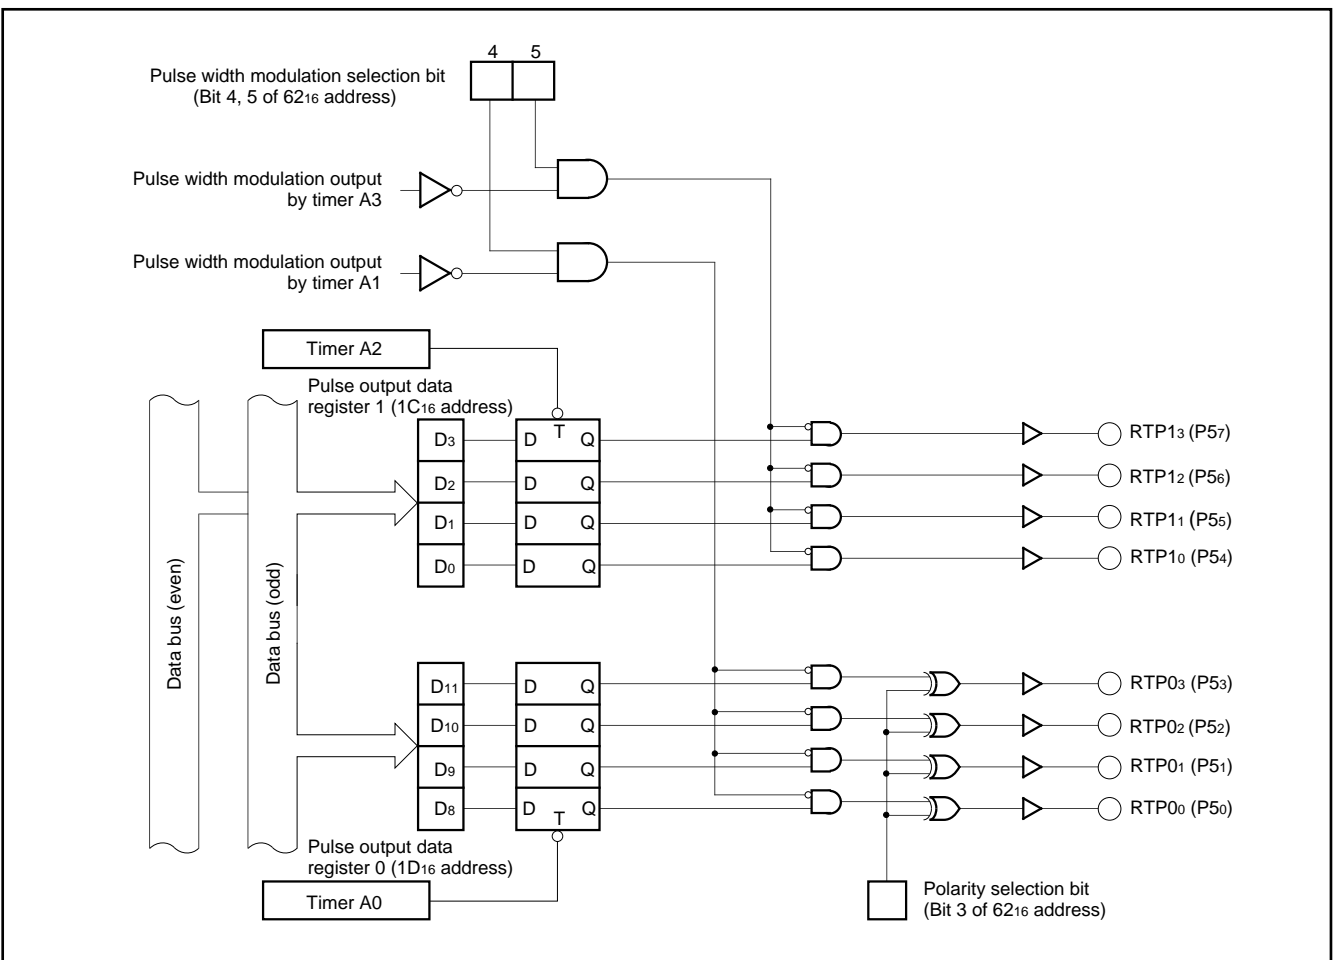 4 5
Pulse width modulation selection bit
(Bit 4, 5 of 6216 address)
Pulse width modulation output
by timer A3
Pulse width modulation output
by timer A1
Timer A2
Pulse output data
register 1 (1C16 address)
T
D3 D Q
D2 D Q
D1 D Q
D0 D Q
RTP13 (P57)
RTP12 (P56)
RTP11 (P55)
RTP10 (P54)
Data bus (even)
Data bus (odd)
D11 D Q
D10 D Q
D9 D Q
D8 D Q
T
RTP03 (P53)
RTP02 (P52)
RTP01 (P51)
RTP00 (P50)
Pulse output data
register 0 (1D16 address)
Timer A0
Polarity selection bit
(Bit 3 of 6216 address)